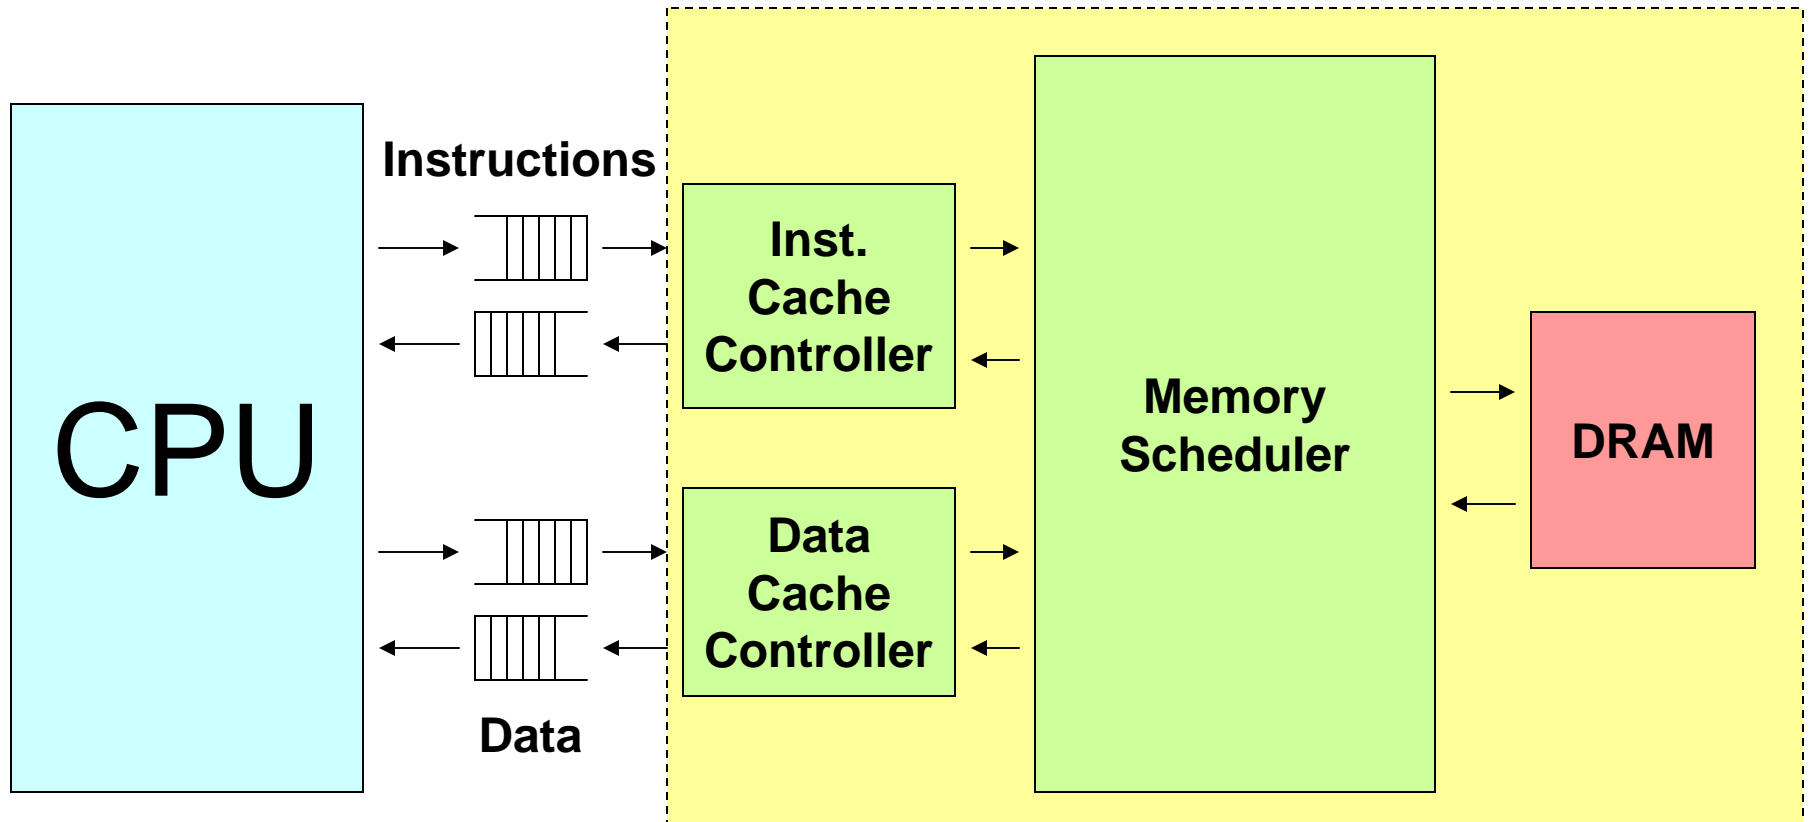 CPU
Instructions
Data
Inst.
Cache
Controller
Data
Cache
Controller
Memory
Scheduler
DRAM